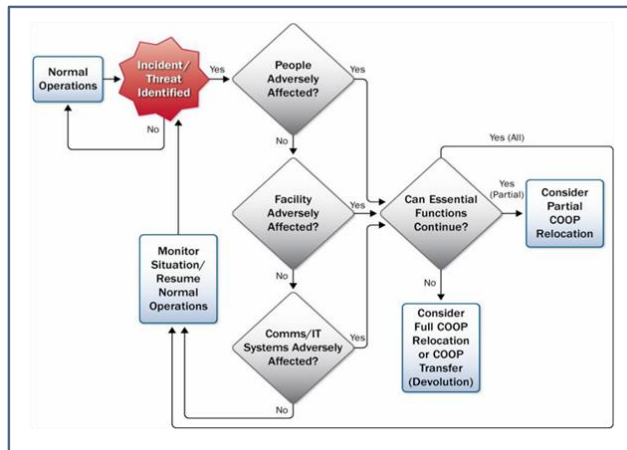 Normal
Operations
Incident/
Threat
Identified
Yes
No
People
Adversely
Affected?
Yes
No
Facility
Adversely
Affected?
Yes
No
Comms/IT
Systems Adversely
Affected?
Yes
No
Can Essential
Functions
Continue?
Yes (All)
Yes
(Partial)
No
Consider
Partial
COOP
Relocation
Consider Full COOP
Relocation
or COOP
Transfer
(Devolution)
Monitor
Situation/
Resume
Normal
Operations